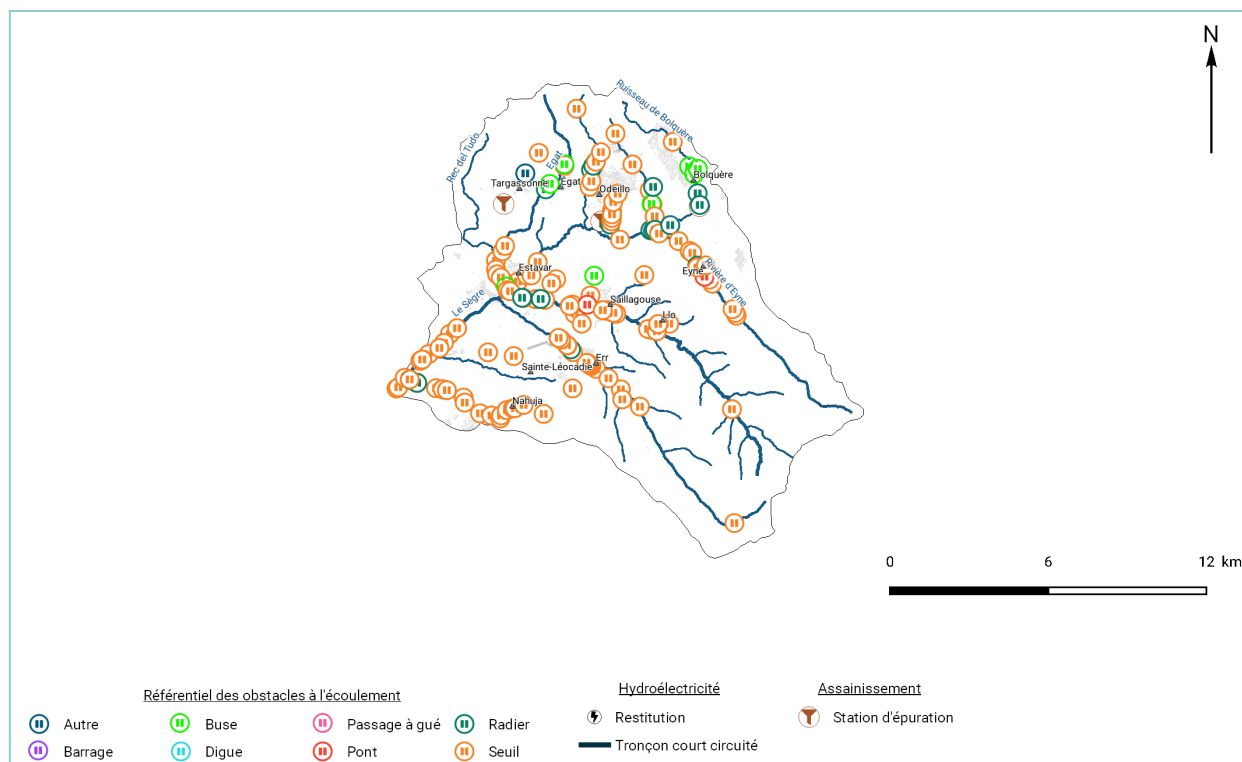 N
Ruisseau de Bolquère
Rec del Tudo
Egat
Targassonne
Egat
Odeillo
Bolquère
Estavar
Eyne
Rivière d'Eyne
Le Sègre
Saillagouse
Llo
Err
Sainte-Léocadie
Nahuja
0 6 12 km
Référentiel des obstacles à l'écoulement
Autre
Buse
Passage à gué
Radier
Barrage
Digue
Pont
Seuil
Hydroélectricité
Restitution
Tronçon court circuité
Assainissement
Station d'épuration